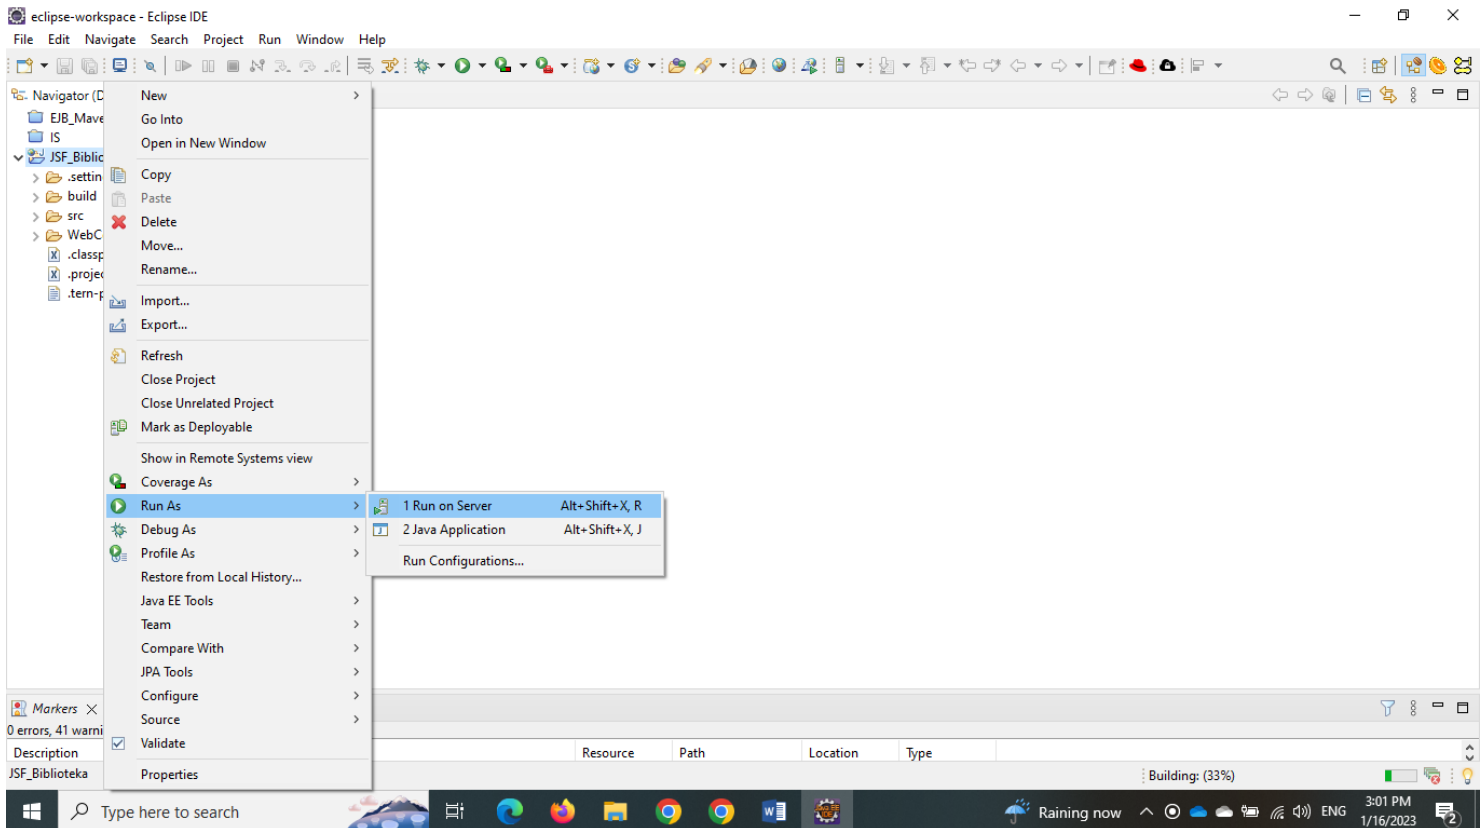 eclipse-workspace - Eclipse IDE
File Edit Navigate Search Project Run Window Help
Navigator (D
EJB_Mave
IS
JSF_Biblic
.settin
build
src
WebC
.classp
.projec
.tern-p
New
Go Into
Open in New Window
Copy
Paste
Delete
Move...
Rename...
Import...
Export...
Refresh
Close Project
Close Unrelated Project
Mark as Deployable
Show in Remote Systems view
Coverage As
Run As
Debug As
Profile As
Restore from Local History...
Java EE Tools
Team
Compare With
JPA Tools
Configure
Source
Validate
Properties
1 Run on Server Alt+Shift+X, R
2 Java Application Alt+Shift+X, J
Run Configurations...
Markers
0 errors, 41 warni
Description Resource Path Location Type
JSF_Biblioteka
Building: (33%)
Type here to search
Raining now
ENG
3:01 PM
1/16/2023
2